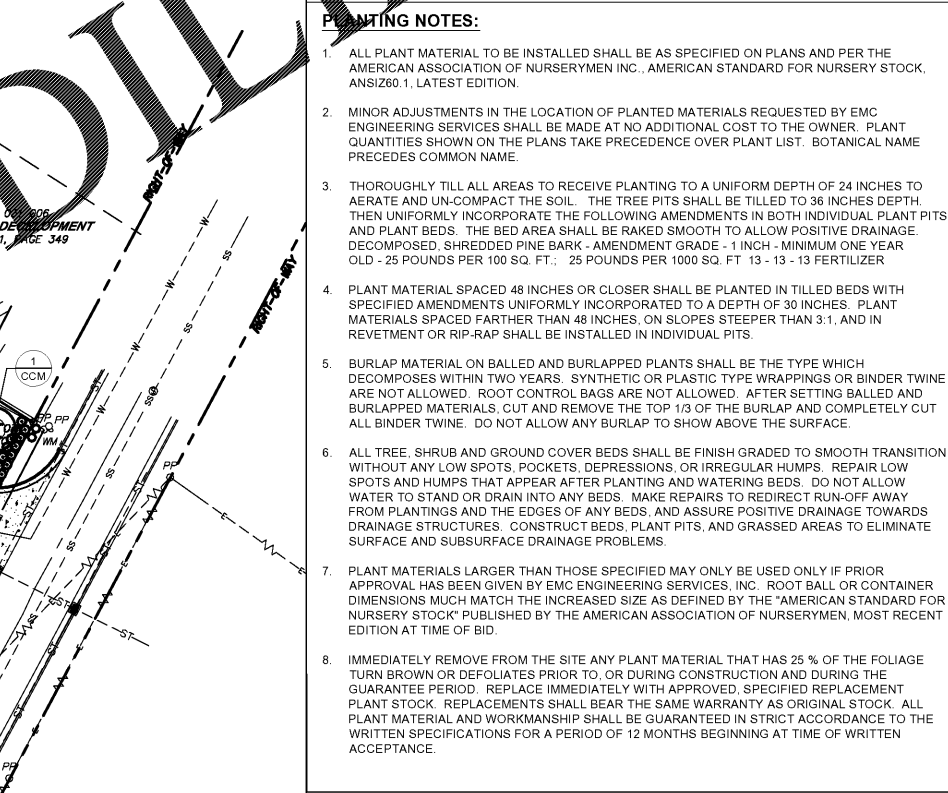 PLANTING NOTES:
1. ALL PLANT MATERIAL TO BE INSTALLED SHALL BE AS SPECIFIED ON PLANS AND PER THE
AMERICAN ASSOCIATION OF NURSERYMEN INC., AMERICAN STANDARD FOR NURSERY STOCK,
ANSIZ60.1, LATEST EDITION.
2. MINOR ADJUSTMENTS IN THE LOCATION OF PLANTED MATERIALS REQUESTED BY EMC
ENGINEERING SERVICES SHALL BE MADE AT NO ADDITIONAL COST TO THE OWNER. PLANT
QUANTITIES SHOWN ON THE PLANS TAKE PRECEDENCE OVER PLANT LIST. BOTANICAL NAME
PRECEDES COMMON NAME.
3. THOROUGHLY TILL ALL AREAS TO RECEIVE PLANTING TO A UNIFORM DEPTH OF 24 INCHES TO
AERATE AND UN-COMPACT THE SOIL. THE TREE PITS SHALL BE TILLED TO 36 INCHES DEPTH.
THEN UNIFORMLY INCORPORATE THE FOLLOWING AMENDMENTS IN BOTH INDIVIDUAL PLANT PITS
AND PLANT BEDS. THE BED AREA SHALL BE RAKED SMOOTH TO ALLOW POSITIVE DRAINAGE.
DECOMPOSED, SHREDDED PINE BARK - AMENDMENT GRADE - 1 INCH - MINIMUM ONE YEAR
OLD - 25 POUNDS PER 100 SQ. FT.; 25 POUNDS PER 1000 SQ. FT 13 - 13 - 13 FERTILIZER
4. PLANT MATERIAL SPACED 48 INCHES OR CLOSER SHALL BE PLANTED IN TILLED BEDS WITH
SPECIFIED AMENDMENTS UNIFORMLY INCORPORATED TO A DEPTH OF 30 INCHES. PLANT
MATERIALS SPACED FARTHER THAN 48 INCHES, ON SLOPES STEEPER THAN 3:1, AND IN
REVETMENT OR RIP-RAP SHALL BE INSTALLED IN INDIVIDUAL PITS.
5. BURLAP MATERIAL ON BALLED AND BURLAPPED PLANTS SHALL BE THE TYPE WHICH
DECOMPOSES WITHIN TWO YEARS. SYNTHETIC OR PLASTIC TYPE WRAPPINGS OR BINDER TWINE
ARE NOT ALLOWED. ROOT CONTROL BAGS ARE NOT ALLOWED. AFTER SETTING BALLED AND
BURLAPPED MATERIALS, CUT AND REMOVE THE TOP 1/3 OF THE BURLAP AND COMPLETELY CUT
ALL BINDER TWINE. DO NOT ALLOW ANY BURLAP TO SHOW ABOVE THE SURFACE.
6. ALL TREE, SHRUB AND GROUND COVER BEDS SHALL BE FINISH GRADED TO SMOOTH TRANSITION
WITHOUT ANY LOW SPOTS, POCKETS, DEPRESSIONS, OR IRREGULAR HUMPS. REPAIR LOW
SPOTS AND HUMPS THAT APPEAR AFTER PLANTING AND WATERING BEDS. DO NOT ALLOW
WATER TO STAND OR DRAIN INTO ANY BEDS. MAKE REPAIRS TO REDIRECT RUN-OFF AWAY
FROM PLANTINGS AND THE EDGES OF ANY BEDS, AND ASSURE POSITIVE DRAINAGE TOWARDS
DRAINAGE STRUCTURES. CONSTRUCT BEDS, PLANT PITS, AND GRASSED AREAS TO ELIMINATE
SURFACE AND SUBSURFACE DRAINAGE PROBLEMS.
7. PLANT MATERIALS LARGER THAN THOSE SPECIFIED MAY ONLY BE USED ONLY IF PRIOR
APPROVAL HAS BEEN GIVEN BY EMC ENGINEERING SERVICES, INC. ROOT BALL OR CONTAINER
DIMENSIONS MUCH MATCH THE INCREASED SIZE AS DEFINED BY THE "AMERICAN STANDARD FOR
NURSERY STOCK" PUBLISHED BY THE AMERICAN ASSOCIATION OF NURSERYMEN, MOST RECENT
EDITION AT TIME OF BID.
8. IMMEDIATELY REMOVE FROM THE SITE ANY PLANT MATERIAL THAT HAS 25 % OF THE FOLIAGE
TURN BROWN OR DEFOLIATES PRIOR TO, OR DURING CONSTRUCTION AND DURING THE
GUARANTEE PERIOD. REPLACE IMMEDIATELY WITH APPROVED, SPECIFIED REPLACEMENT
PLANT STOCK. REPLACEMENTS SHALL BEAR THE SAME WARRANTY AS ORIGINAL STOCK. ALL
PLANT MATERIAL AND WORKMANSHIP SHALL BE GUARANTEED IN STRICT ACCORDANCE TO THE
WRITTEN SPECIFICATIONS FOR A PERIOD OF 12 MONTHS BEGINNING AT TIME OF WRITTEN
ACCEPTANCE.
RIGHT-OF-WAY
RIGHT-OF-WAY
DEVELOPMENT
1, PAGE 349
1
CCM
W
SS
W
SS
W
SS
W
SS
W
SS
SS
ST
PP
PP
WM
PP
ST
ST
ST
ST
ST
ST
PP
E
E